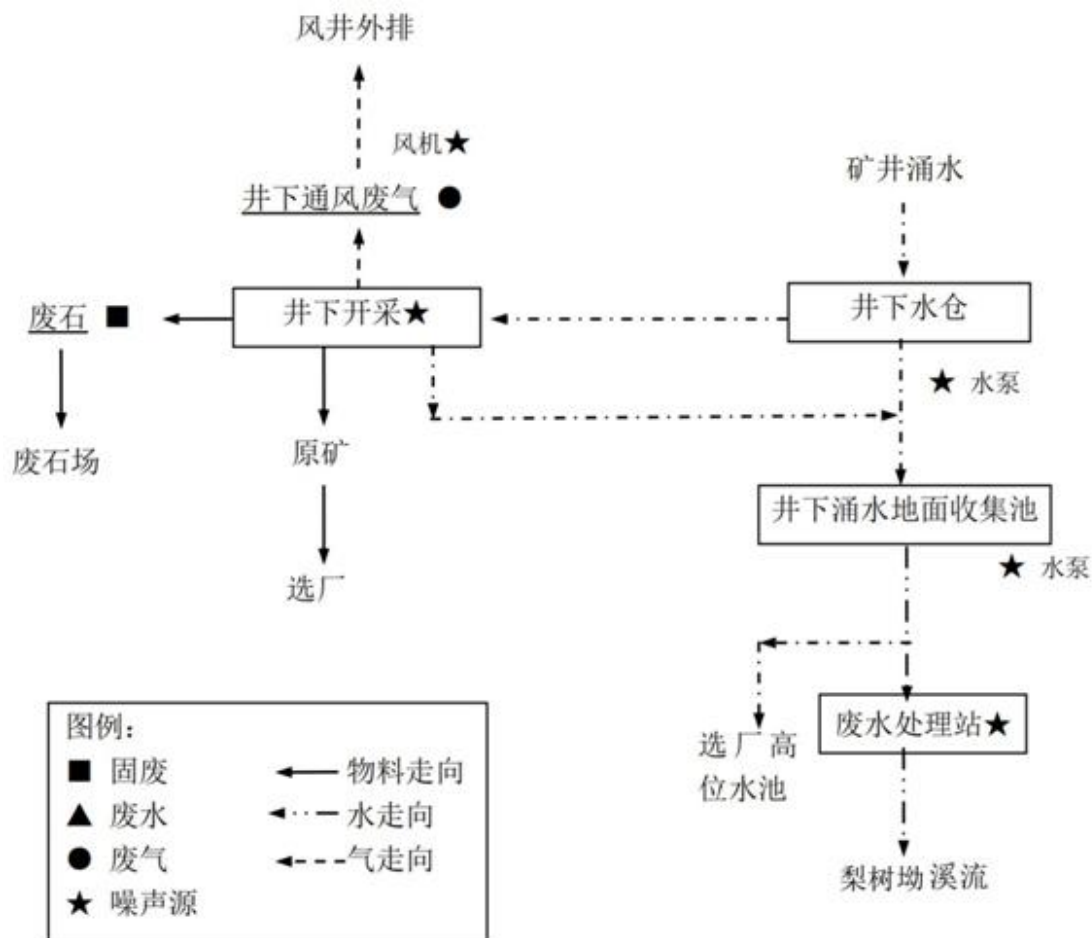 风井外排
风机★
井下通风废气 ●
矿井涌水
废石 ■
井下开采★
井下水仓
★ 水泵
废石场
原矿
井下涌水地面收集池
★ 水泵
选厂
选厂高
位水池
废水处理站★
梨树坳溪流
图例：
■ 固废
物料走向
▲ 废水
水走向
● 废气
气走向
★ 噪声源